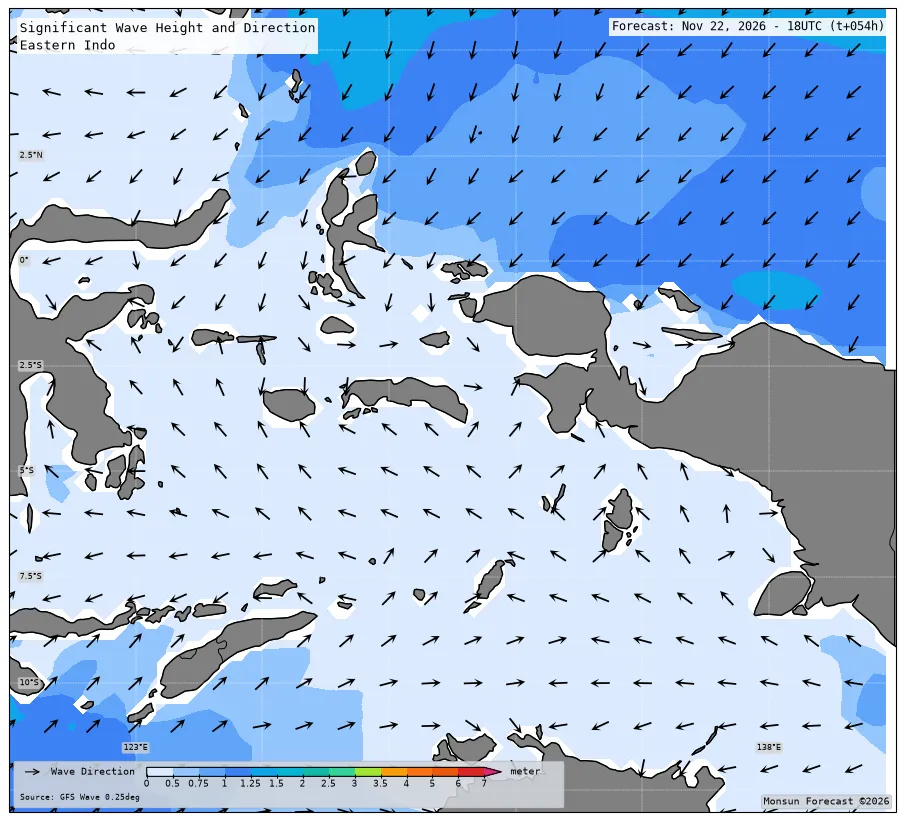 Significant Wave Height and Direction
Eastern Indo
Forecast: Nov 22, 2026 - 18UTC (t+054h)
2.5°N
0°
2.5°S
5°S
7.5°S
10°S
123°E
138°E
Wave Direction
meter
0 0.5 0.75 1 1.25 1.5 2 2.5 3 3.5 4 5 6 7
Source: GFS Wave 0.25deg
Monsun Forecast ©2026